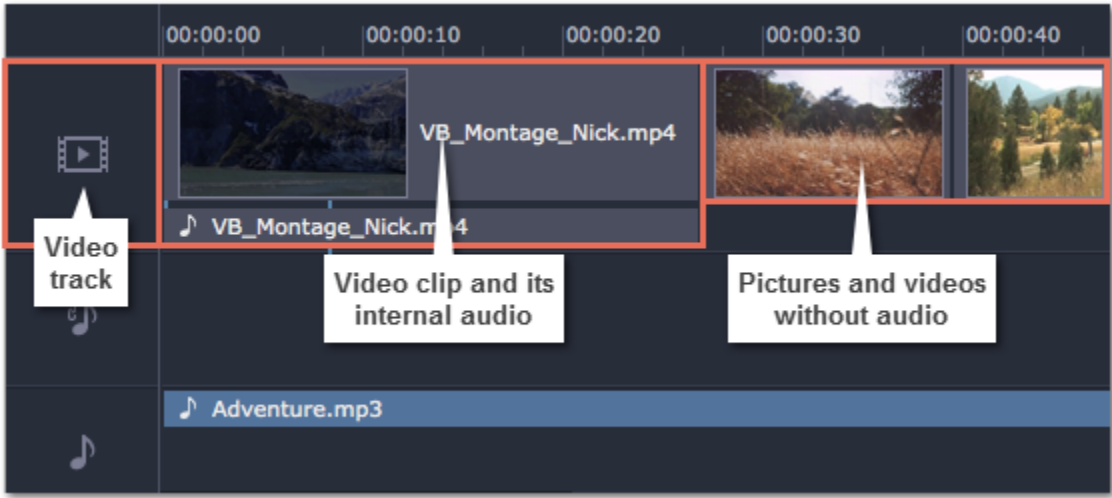 00:00:00 00:00:10 00:00:20 00:00:30 00:00:40
VB_Montage_Nick.mp4
VB_Montage_Nick.mp4
Video
track
Video clip and its
internal audio
Pictures and videos
without audio
Adventure.mp3